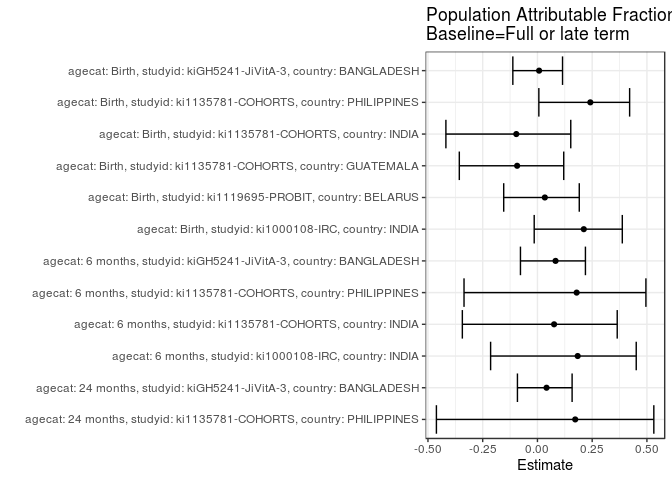 Population Attributable Fraction
Baseline=Full or late term
agecat: Birth, studyid: kiGH5241-JiVitA-3, country: BANGLADESH
agecat: Birth, studyid: ki1135781-COHORTS, country: PHILIPPINES
agecat: Birth, studyid: ki1135781-COHORTS, country: INDIA
agecat: Birth, studyid: ki1135781-COHORTS, country: GUATEMALA
agecat: Birth, studyid: ki1119695-PROBIT, country: BELARUS
agecat: Birth, studyid: ki1000108-IRC, country: INDIA
agecat: 6 months, studyid: kiGH5241-JiVitA-3, country: BANGLADESH
agecat: 6 months, studyid: ki1135781-COHORTS, country: PHILIPPINES
agecat: 6 months, studyid: ki1135781-COHORTS, country: INDIA
agecat: 6 months, studyid: ki1000108-IRC, country: INDIA
agecat: 24 months, studyid: kiGH5241-JiVitA-3, country: BANGLADESH
agecat: 24 months, studyid: ki1135781-COHORTS, country: PHILIPPINES
-0.50 -0.25 0.00 0.25 0.50
Estimate